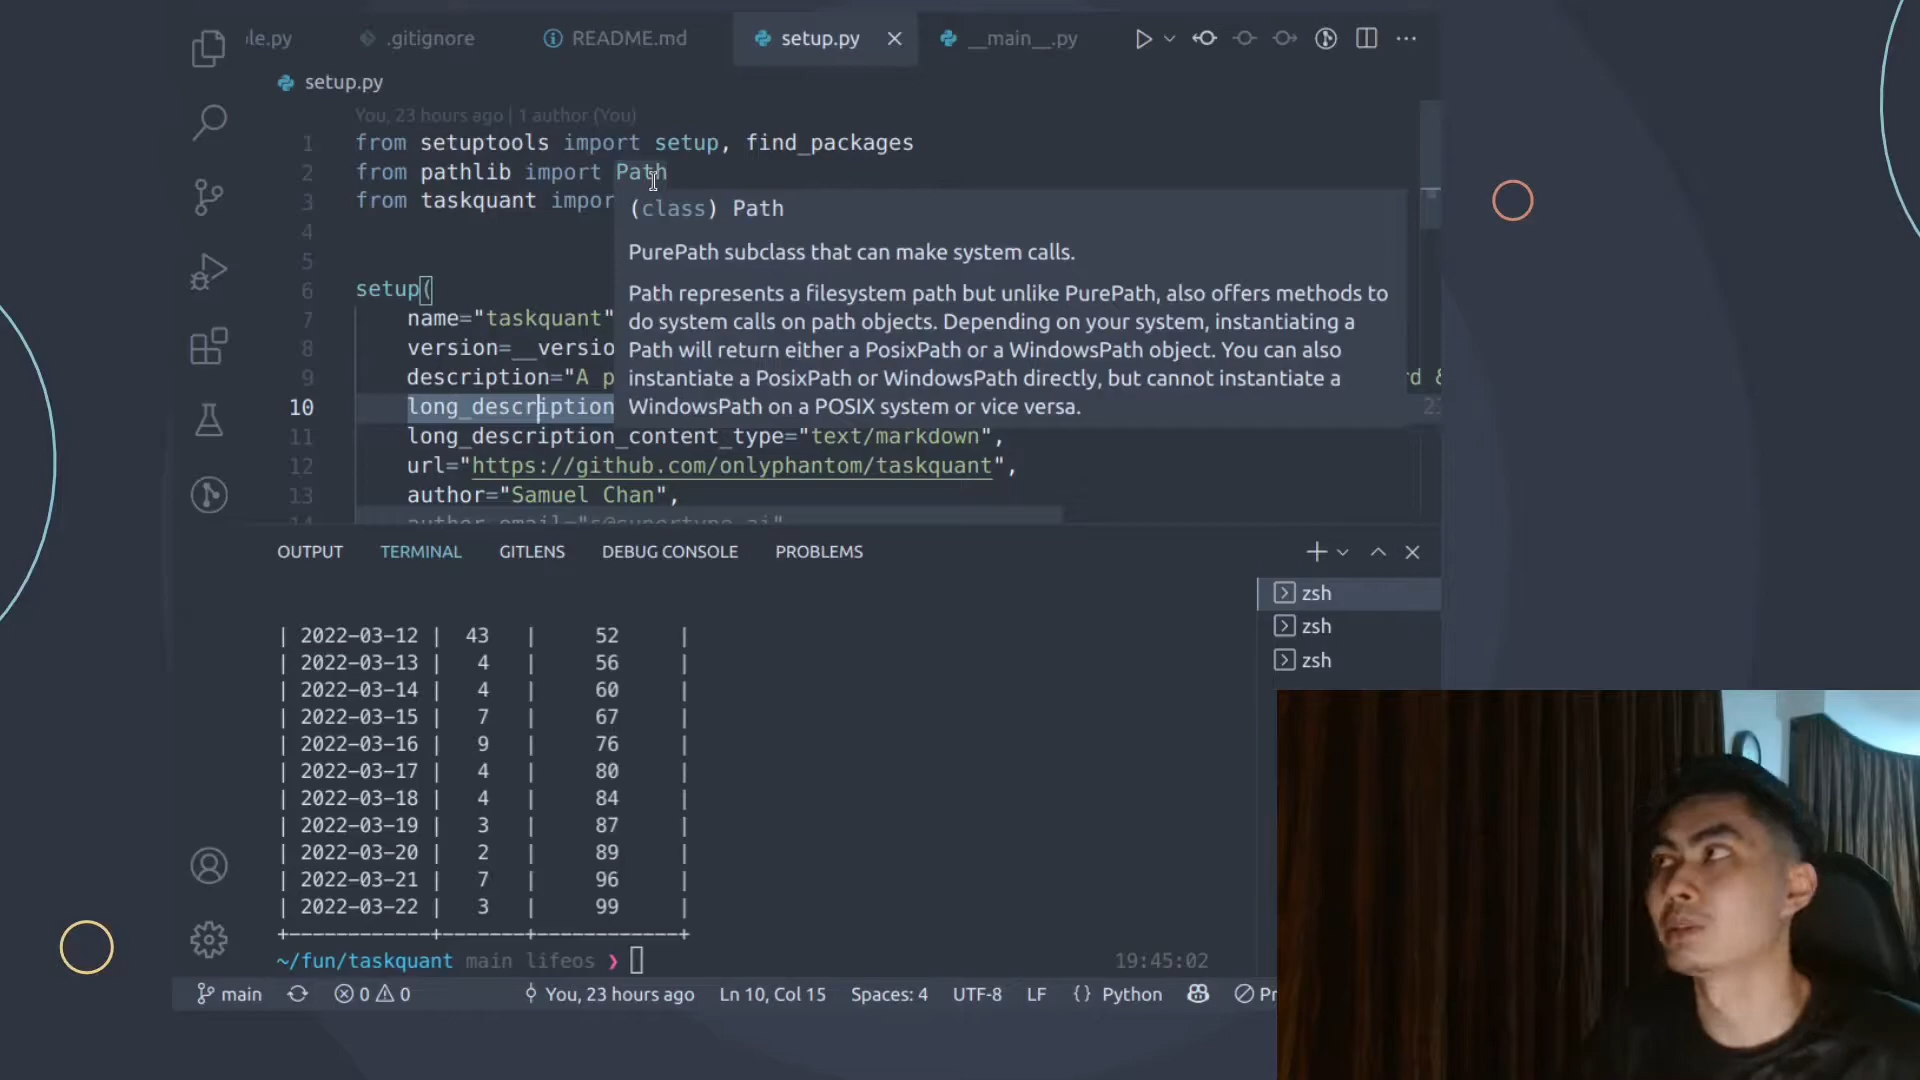 le.py .gitignore README.md setup.py __main__.py
setup.py
You, 23 hours ago | 1 author (You)
1 from setuptools import setup, find_packages
2 from pathlib import Path
3 from taskquant impor
4
5
6 setup(
7 name="taskquant"
8 version=__versio
9 description="A p
10 long_description
11 long_description_content_type="text/markdown",
12 url="https://github.com/onlyphantom/taskquant",
13 author="Samuel Chan",
(class) Path
PurePath subclass that can make system calls.
Path represents a filesystem path but unlike PurePath, also offers methods to
do system calls on path objects. Depending on your system, instantiating a
Path will return either a PosixPath or a WindowsPath object. You can also
instantiate a PosixPath or WindowsPath directly, but cannot instantiate a
WindowsPath on a POSIX system or vice versa.
OUTPUT TERMINAL GITLENS DEBUG CONSOLE PROBLEMS
zsh
zsh
zsh
| 2022-03-12 | 43 | 52 |
| 2022-03-13 | 4 | 56 |
| 2022-03-14 | 4 | 60 |
| 2022-03-15 | 7 | 67 |
| 2022-03-16 | 9 | 76 |
| 2022-03-17 | 4 | 80 |
| 2022-03-18 | 4 | 84 |
| 2022-03-19 | 3 | 87 |
| 2022-03-20 | 2 | 89 |
| 2022-03-21 | 7 | 96 |
| 2022-03-22 | 3 | 99 |
+------------+-------+------------+
~/fun/taskquant main lifeos ❯ 19:45:02
main 0 0 You, 23 hours ago Ln 10, Col 15 Spaces: 4 UTF-8 LF {} Python Pr